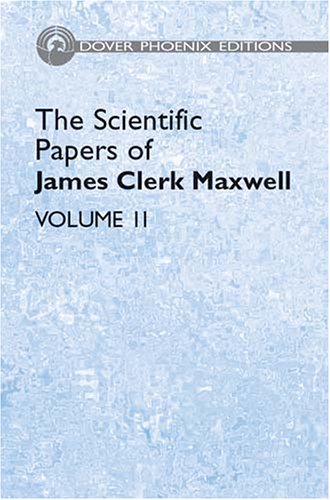 DOVER PHOENIX EDITIONS
The Scientific
Papers of
James Clerk Maxwell
VOLUME II